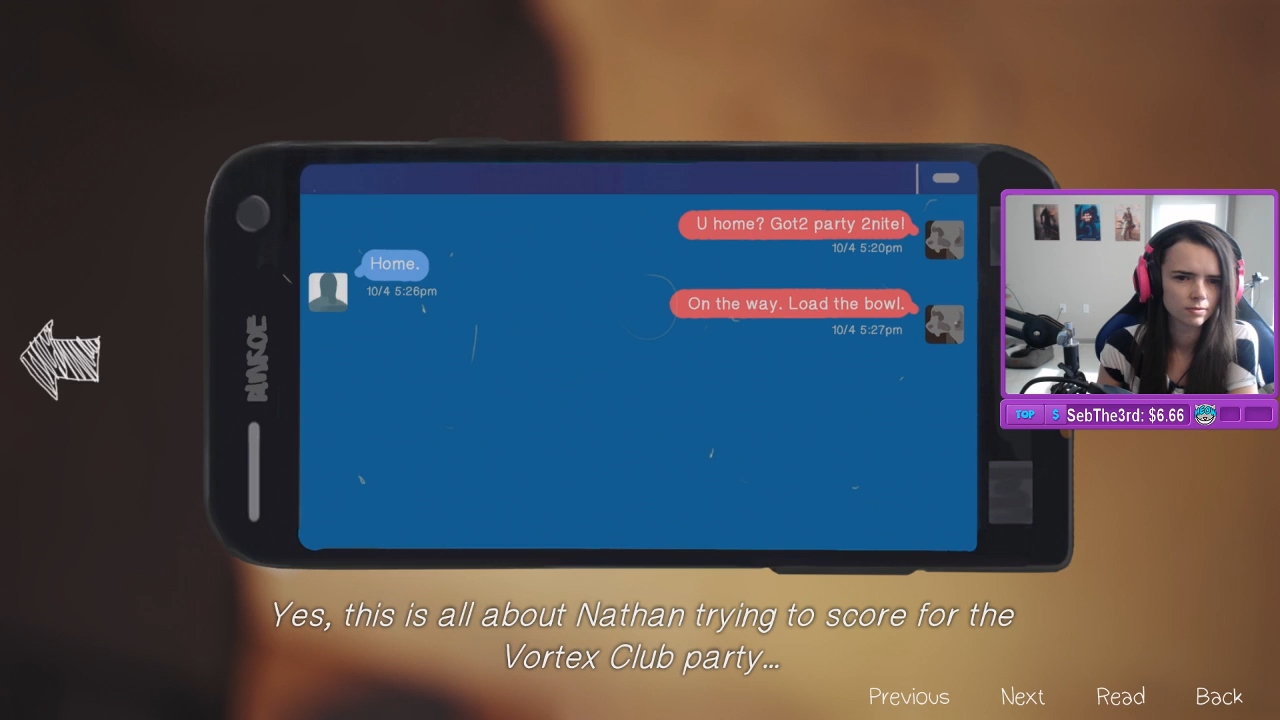 U home? Got2 party 2nite!
10/4 5:20pm
Home.
10/4 5:26pm
On the way. Load the bowl.
10/4 5:27pm
TOP $ SebThe3rd: $6.66
Yes, this is all about Nathan trying to score for the
Vortex Club party...
Previous Next Read Back